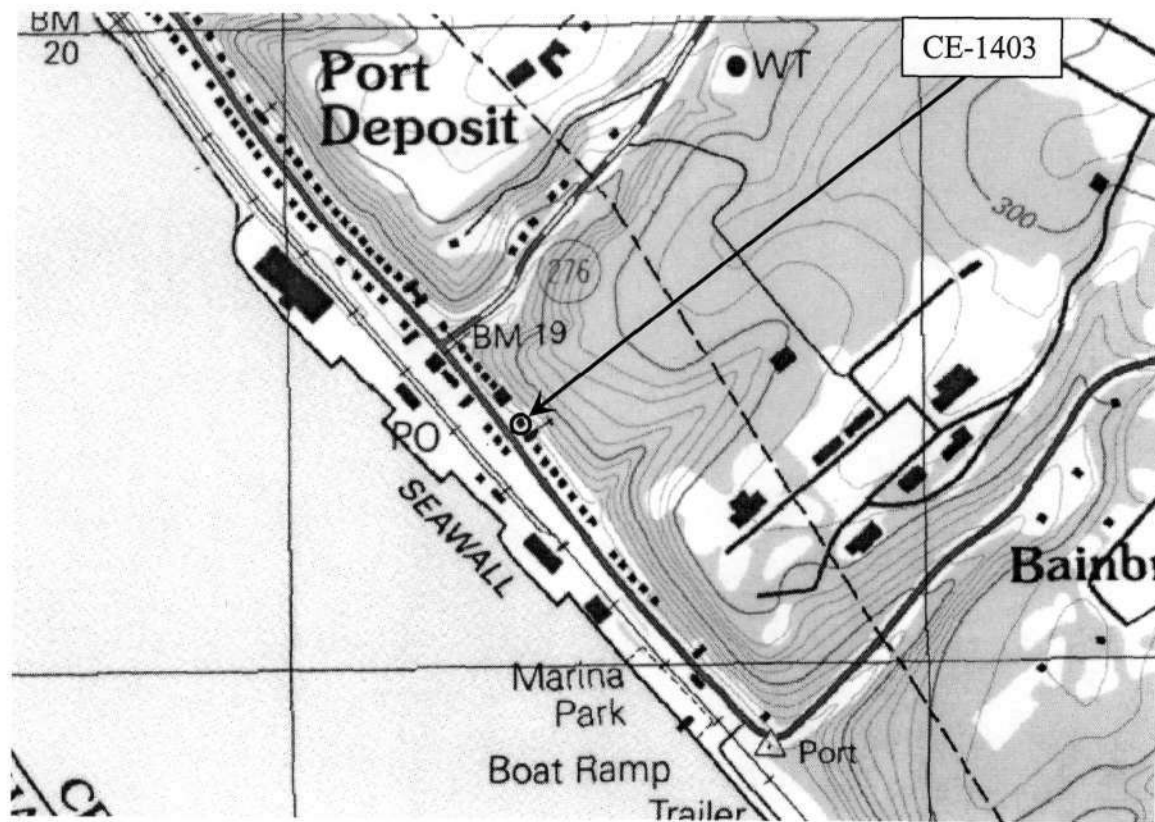 BM
20
Port
Deposit
WT
CE-1403
300
276
BM 19
PO
SEAWALL
Bainb
Marina
Park
Port
Boat Ramp
Trailer